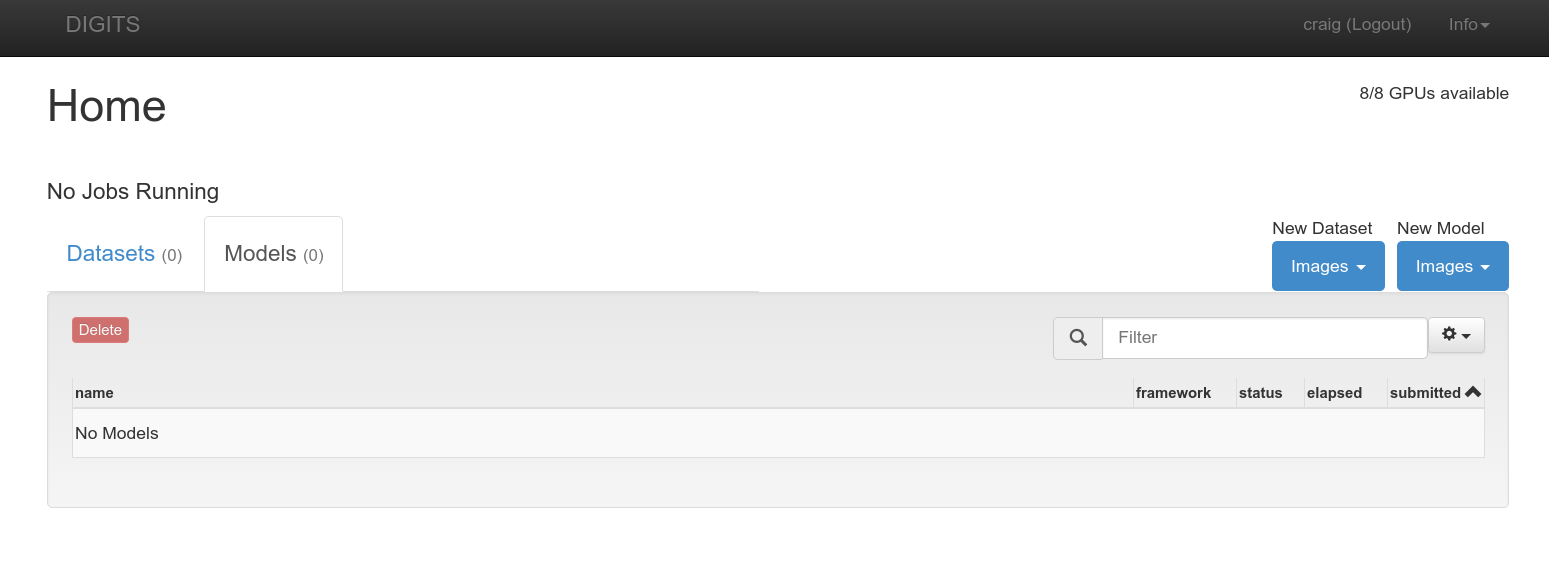 DIGITS craig (Logout) Info
Home 8/8 GPUs available
No Jobs Running
Datasets (0) Models (0) New Dataset New Model
Images Images
Delete Filter
name framework status elapsed submitted
No Models